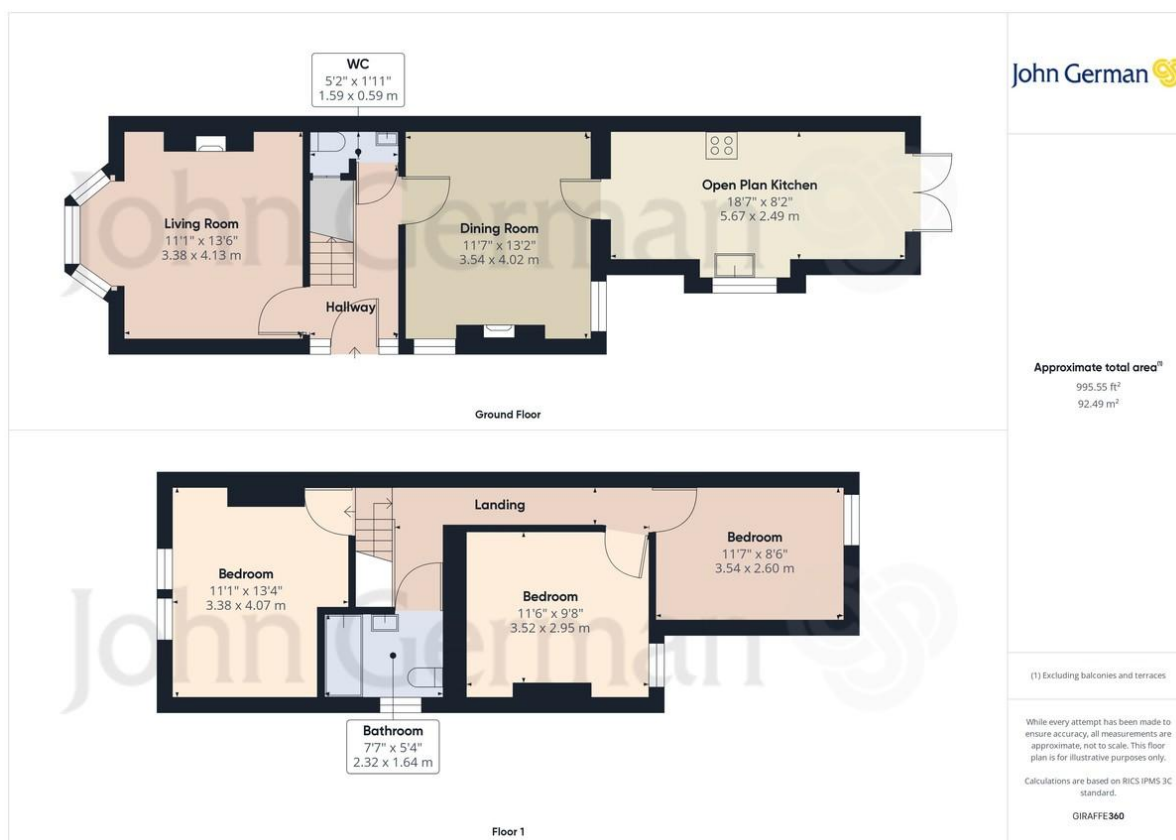 WC
5'2" x 1'11"
1.59 x 0.59 m
John German
Living Room
11'1" x 13'6"
3.38 x 4.13 m
Hallway
Dining Room
11'7" x 13'2"
3.54 x 4.02 m
Open Plan Kitchen
18'7" x 8'2"
5.67 x 2.49 m
John German
Ground Floor
Landing
Bedroom
11'1" x 13'4"
3.38 x 4.07 m
Bedroom
11'6" x 9'8"
3.52 x 2.95 m
Bedroom
11'7" x 8'6"
3.54 x 2.60 m
John German
Bathroom
7'7" x 5'4"
2.32 x 1.64 m
Floor 1
Approximate total area⁽¹⁾
995.55 ft²
92.49 m²
(1) Excluding balconies and terraces
While every attempt has been made to
ensure accuracy, all measurements are
approximate, not to scale. This floor
plan is for illustrative purposes only.
Calculations are based on RICS IPMS 3C
standard.
GIRAFFE360